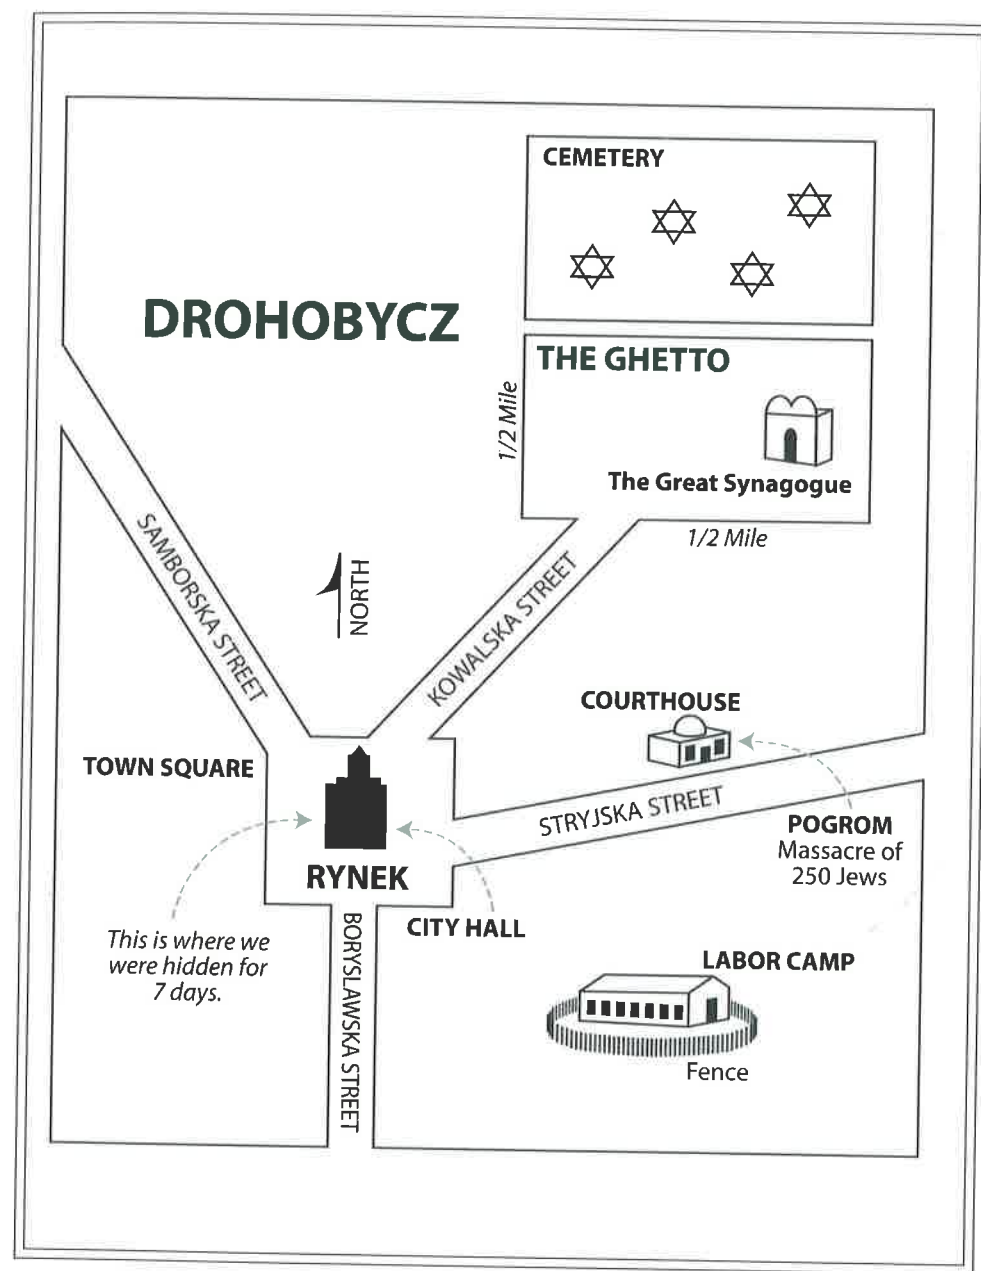 CEMETERY
DROHOBYCZ
THE GHETTO
1/2 Mile
The Great Synagogue
1/2 Mile
SAMBORSKA STREET
NORTH
KOWALSKA STREET
COURTHOUSE
TOWN SQUARE
STRYJSKA STREET
POGROM
Massacre of
250 Jews
RYNEK
CITY HALL
This is where we
were hidden for
7 days.
BORYSLAWSKA STREET
LABOR CAMP
Fence